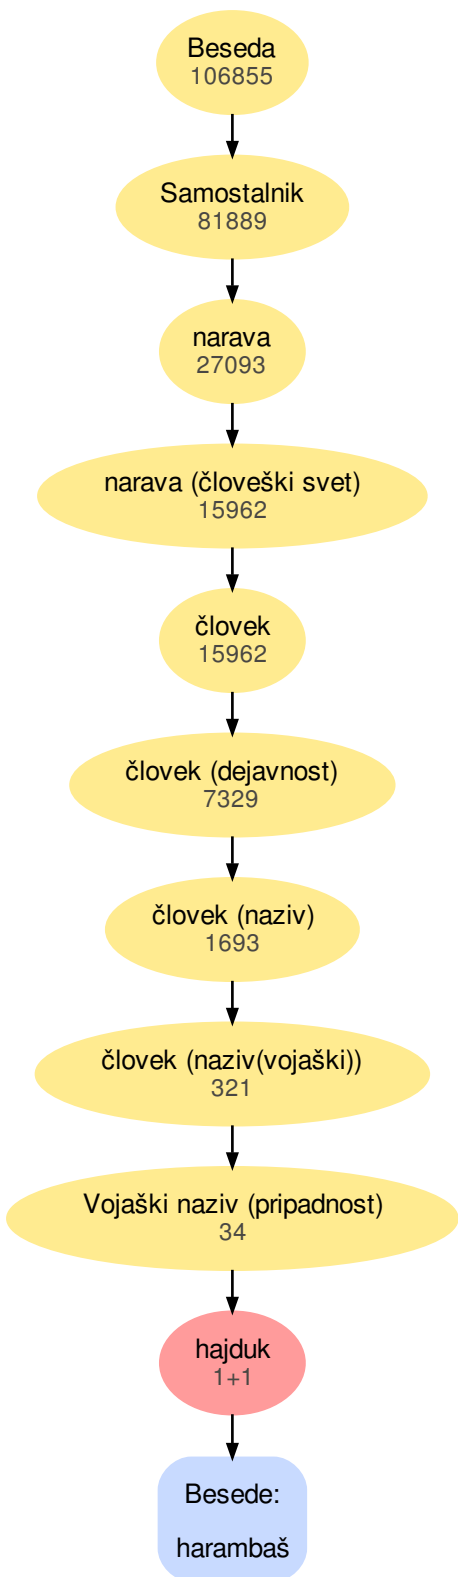 Beseda
106855
Samostalnik
81889
narava
27093
narava (človeški svet)
15962
človek
15962
človek (dejavnost)
7329
človek (naziv)
1693
človek (naziv(vojaški))
321
Vojaški naziv (pripadnost)
34
hajduk
1+1
Besede:
harambaš